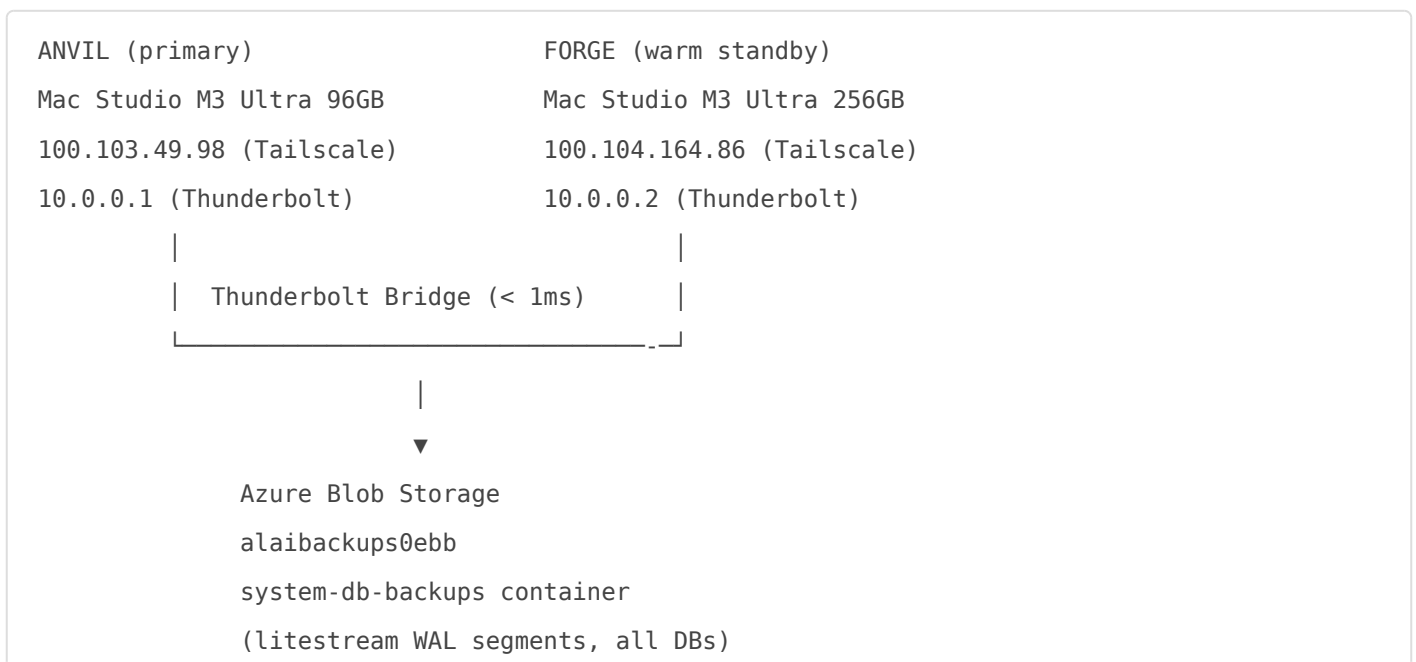 ANVIL (primary) FORGE (warm standby)
Mac Studio M3 Ultra 96GB Mac Studio M3 Ultra 256GB
100.103.49.98 (Tailscale) 100.104.164.86 (Tailscale)
10.0.0.1 (Thunderbolt) 10.0.0.2 (Thunderbolt)
Thunderbolt Bridge (< 1ms)
Azure Blob Storage
alaibackups0ebb
system-db-backups container
(litestream WAL segments, all DBs)